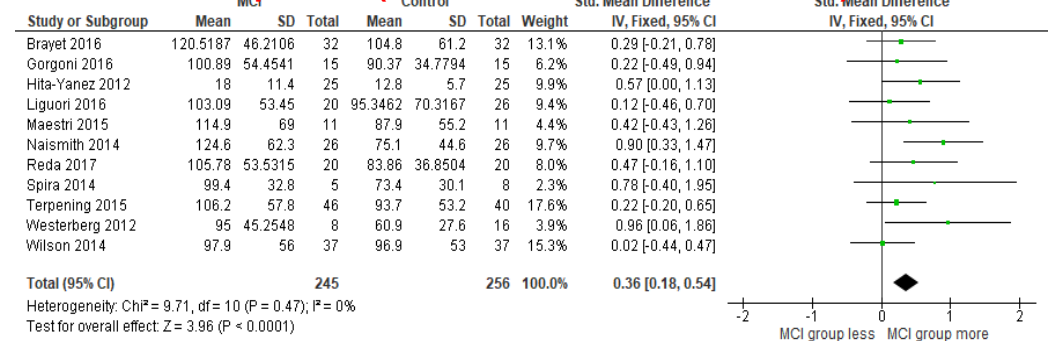 MCI Control Std. Mean Difference Std. Mean Difference
Study or Subgroup Mean SD Total Mean SD Total Weight IV, Fixed, 95% CI IV, Fixed, 95% CI
Brayet 2016 120.5187 46.2106 32 104.8 61.2 32 13.1% 0.29 [-0.21, 0.78]
Gorgoni 2016 100.89 54.4541 15 90.37 34.7794 15 6.2% 0.22 [-0.49, 0.94]
Hita-Yanez 2012 18 11.4 25 12.8 5.7 25 9.9% 0.57 [0.00, 1.13]
Liguori 2016 103.09 53.45 20 95.3462 70.3167 26 9.3% 0.12 [-0.46, 0.70]
Maestri 2015 114.9 69 11 87.9 55.2 11 4.4% 0.42 [-0.43, 1.26]
Naismith 2014 124.6 62.3 26 75.1 44.6 26 9.7% 0.90 [0.33, 1.47]
Reda 2017 105.78 53.5315 20 83.86 36.8504 20 8.0% 0.47 [-0.16, 1.10]
Spira 2014 99.4 32.8 5 73.4 30.1 8 2.3% 0.78 [-0.40, 1.95]
Terpening 2015 106.2 57.8 46 93.7 53.2 40 17.6% 0.22 [-0.20, 0.65]
Westerberg 2012 95 45.2548 8 60.9 27.6 16 3.9% 0.96 [0.06, 1.86]
Wilson 2014 97.9 56 37 96.9 53 37 15.3% 0.02 [-0.44, 0.47]
Total (95% CI) 245 256 100.0% 0.36 [0.18, 0.54]
Heterogeneity: Chi² = 9.71, df = 10 (P = 0.47); I² = 0%
Test for overall effect: Z = 3.96 (P < 0.0001)
-2 -1 0 1 2
MCI group less MCI group more